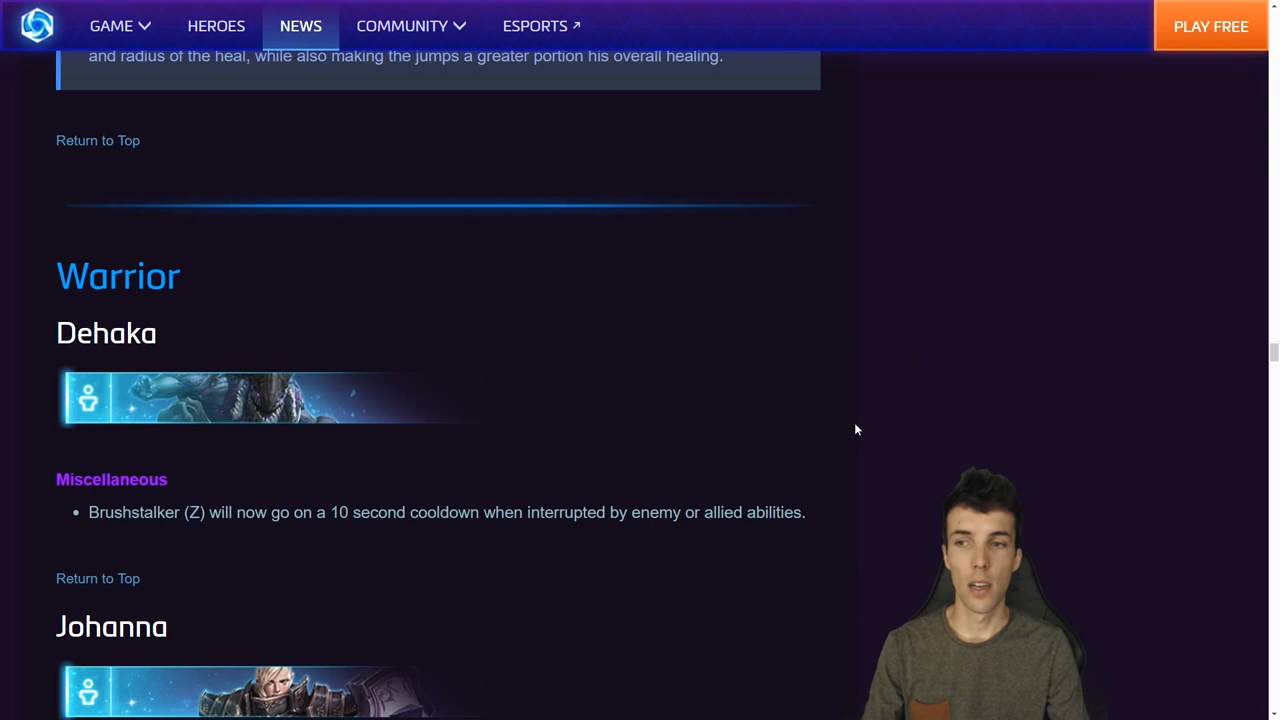 GAME HEROES NEWS COMMUNITY ESPORTS PLAY FREE
and radius of the heal, while also making the jumps a greater portion his overall healing.
Return to Top
Warrior
Dehaka
Miscellaneous
• Brushstalker (Z) will now go on a 10 second cooldown when interrupted by enemy or allied abilities.
Return to Top
Johanna